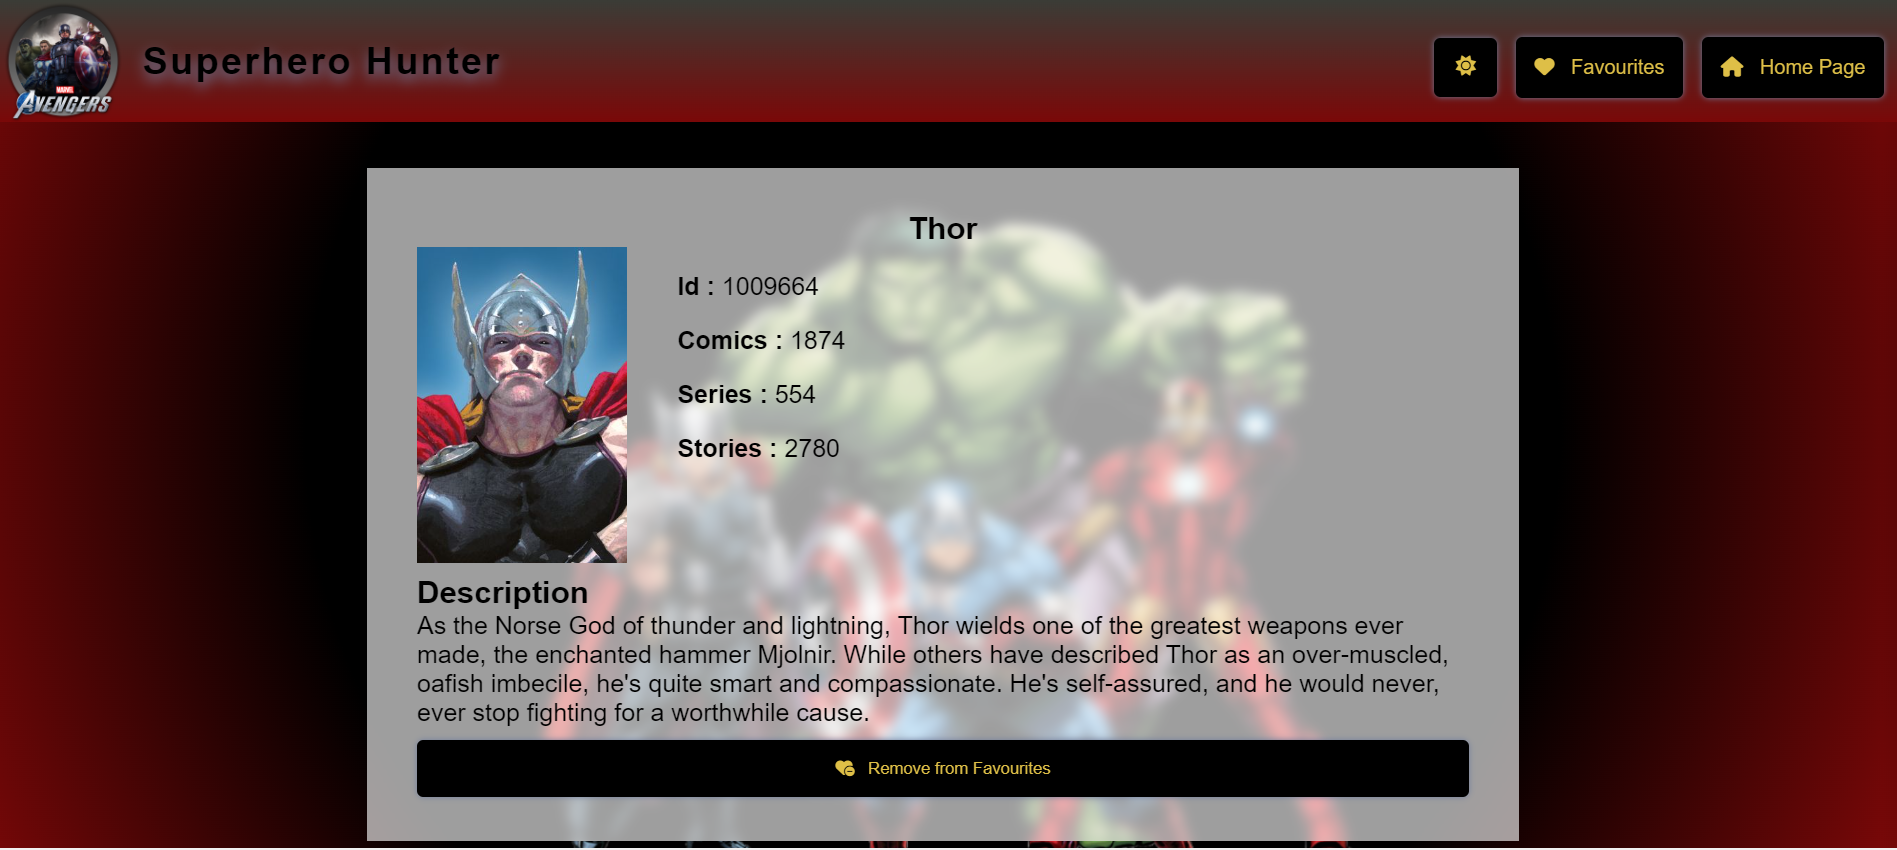 MARVEL
AVENGERS
Superhero Hunter
Favourites
Home Page
Thor
Id : 1009664
Comics : 1874
Series : 554
Stories : 2780
Description
As the Norse God of thunder and lightning, Thor wields one of the greatest weapons ever
made, the enchanted hammer Mjolnir. While others have described Thor as an over-muscled,
oafish imbecile, he's quite smart and compassionate. He's self-assured, and he would never,
ever stop fighting for a worthwhile cause.
Remove from Favourites